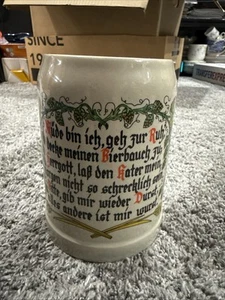 SINCE
Müde bin ich, geh zur Ruh
decke meinen Bierbauch zu
Herrgott, laß den Kater mein
nicht so schrecklich
gib mir wieder Durst
andere ist mir wurst